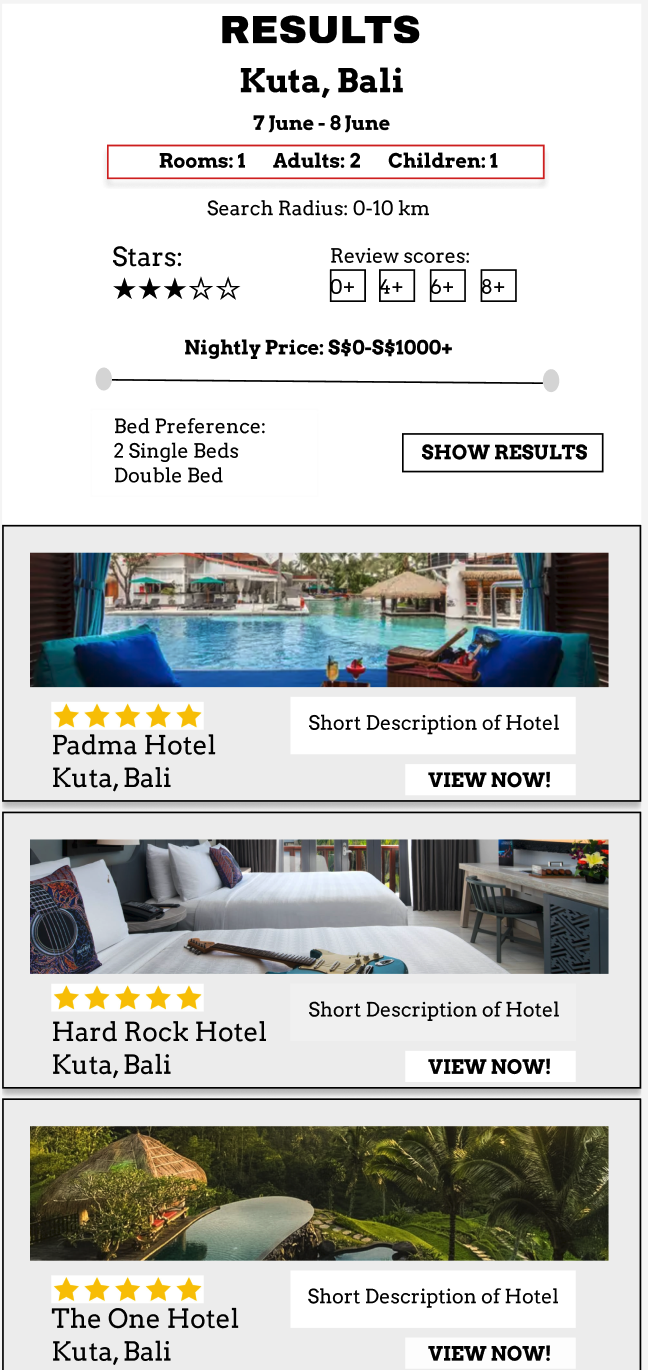 RESULTS
Kuta, Bali
7 June - 8 June
Rooms: 1 Adults: 2 Children: 1
Search Radius: 0-10 km
Stars:
Review scores:
0+ 4+ 6+ 8+
Nightly Price: S$0-S$1000+
Bed Preference:
2 Single Beds
Double Bed
SHOW RESULTS
Short Description of Hotel
Padma Hotel
Kuta, Bali
VIEW NOW!
Short Description of Hotel
Hard Rock Hotel
Kuta, Bali
VIEW NOW!
Short Description of Hotel
The One Hotel
Kuta, Bali
VIEW NOW!